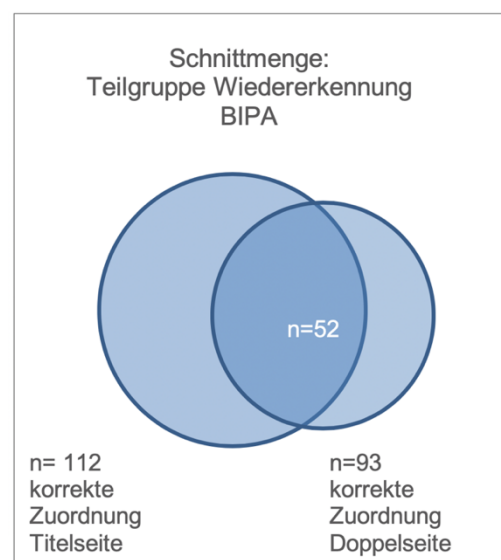 Schnittmenge:
Teilgruppe Wiedererkennung
BIPA
n=52
n= 112
korrekte
Zuordnung
Titelseite
n=93
korrekte
Zuordnung
Doppelseite